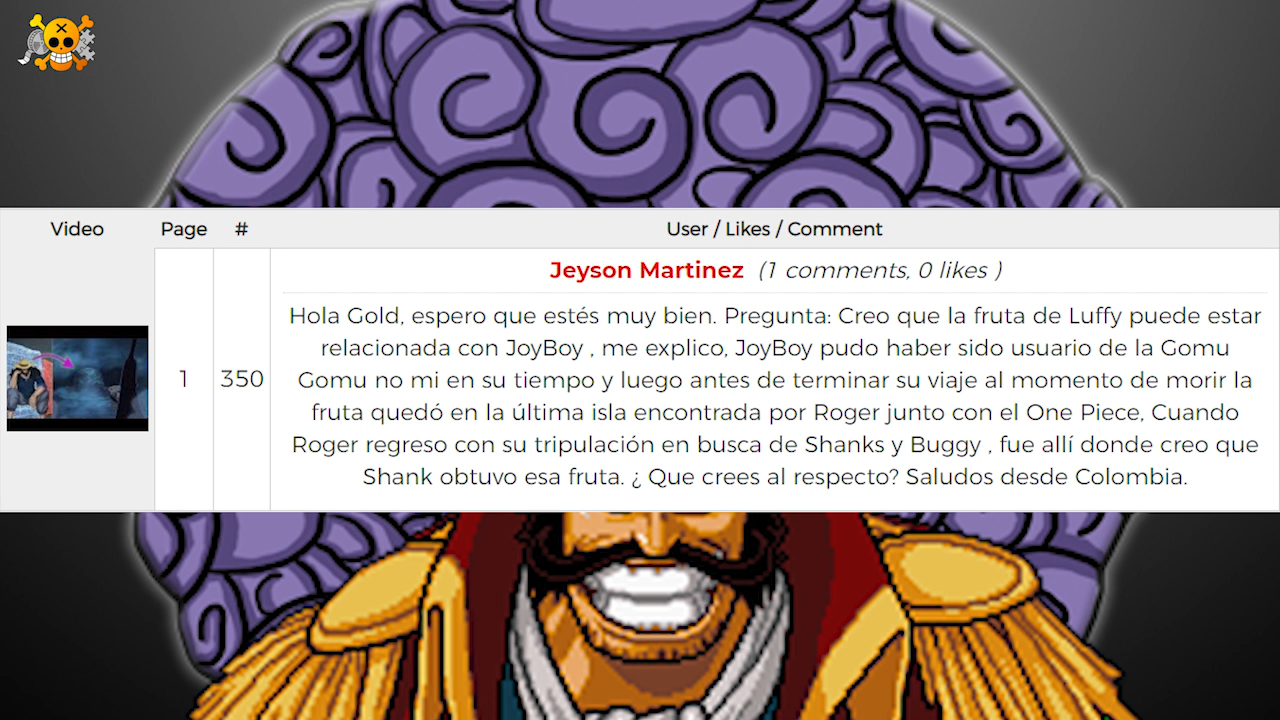 Video Page # User / Likes / Comment
Jeyson Martinez (1 comments, 0 likes )
1 350
Hola Gold, espero que estés muy bien. Pregunta: Creo que la fruta de Luffy puede estar
relacionada con JoyBoy , me explico, JoyBoy pudo haber sido usuario de la Gomu
Gomu no mi en su tiempo y luego antes de terminar su viaje al momento de morir la
fruta quedó en la última isla encontrada por Roger junto con el One Piece, Cuando
Roger regreso con su tripulación en busca de Shanks y Buggy , fue allí donde creo que
Shank obtuvo esa fruta. ¿ Que crees al respecto? Saludos desde Colombia.